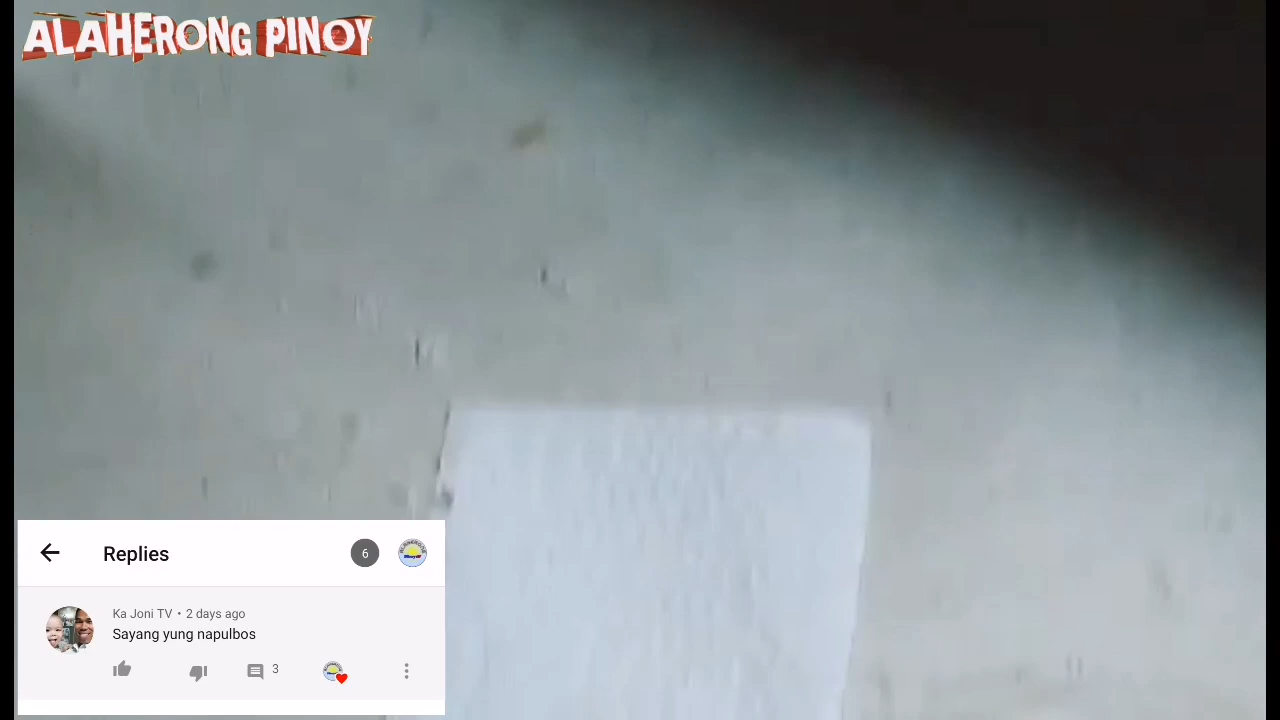 ALAHERONG PINOY
Replies
6
Ka Joni TV • 2 days ago
Sayang yung napulbos
3